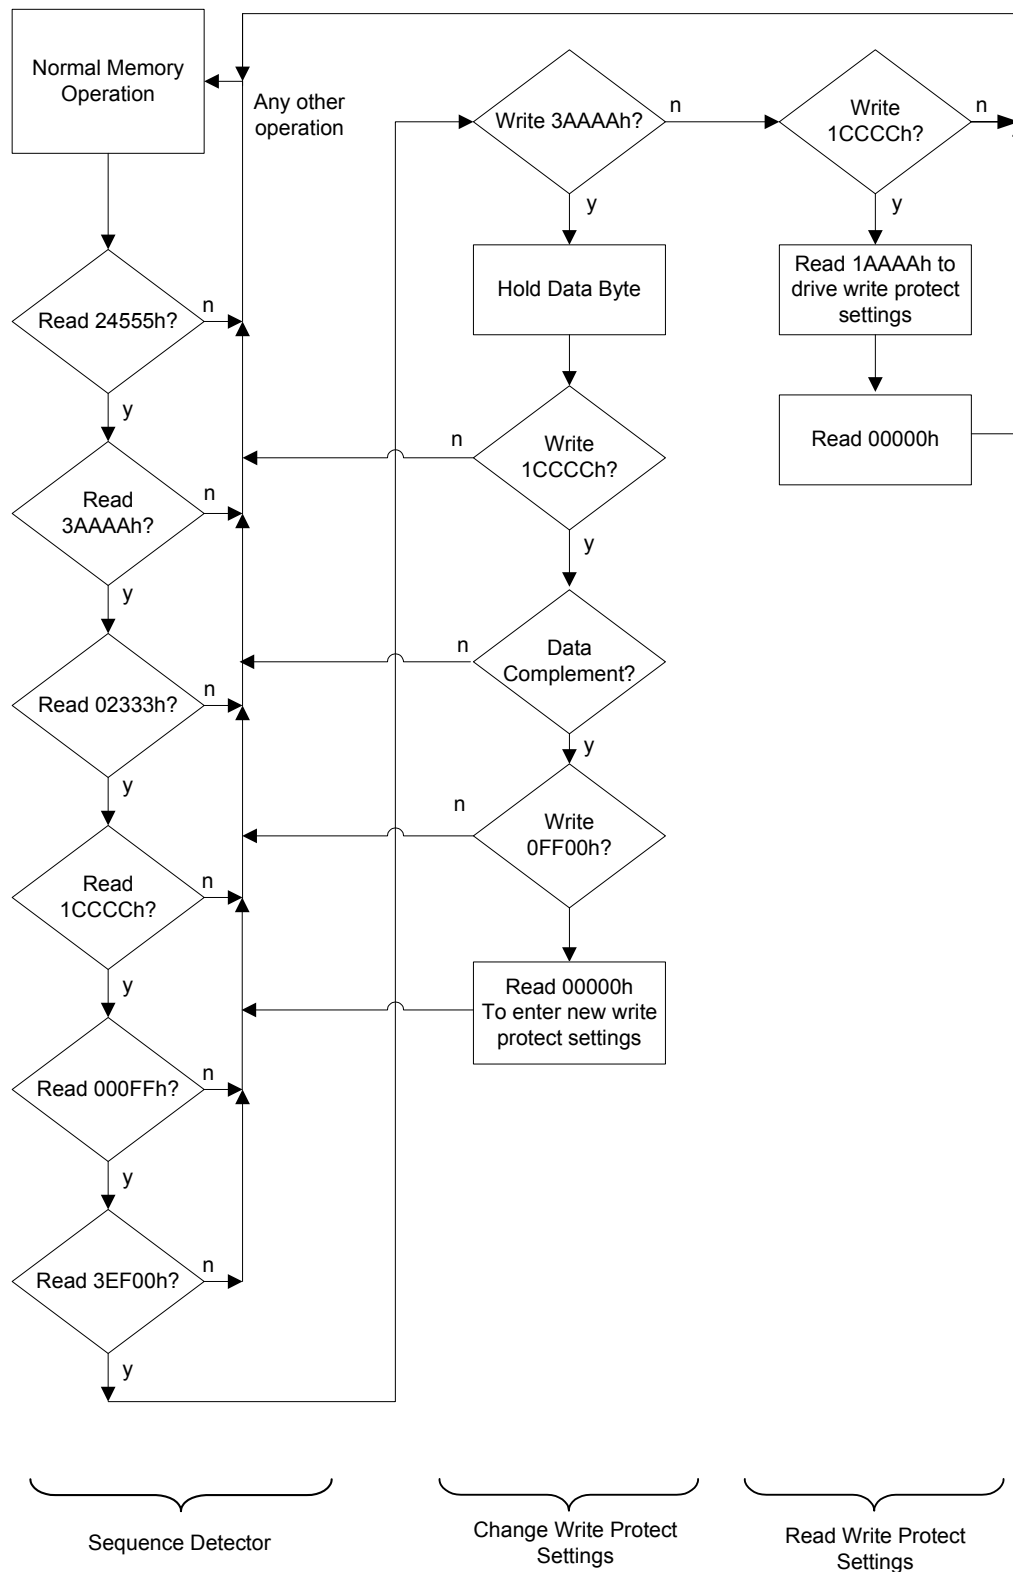 Normal Memory
Operation
Any other
operation
Read 24555h?
n
y
Read
3AAAAh?
n
y
Read 02333h?
n
y
Read
1CCCCh?
n
y
Read 000FFh?
n
y
Read 3EF00h?
n
y
Write 3AAAAh?
n
y
Hold Data Byte
Write
1CCCCh?
n
y
Data
Complement?
n
y
Write
0FF00h?
n
Read 00000h
To enter new write
protect settings
Write
1CCCCh?
n
y
Read 1AAAAh to
drive write protect
settings
Read 00000h
Sequence Detector
Change Write Protect
Settings
Read Write Protect
Settings